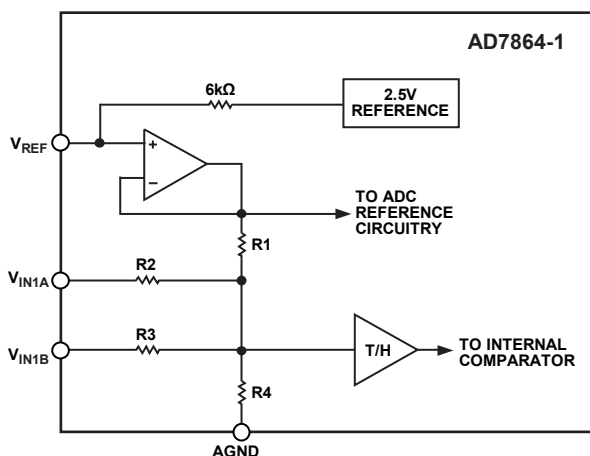 AD7864-1
6kΩ
2.5V
REFERENCE
VREF
+
–
TO ADC
REFERENCE
CIRCUITRY
R1
VIN1A
R2
VIN1B
R3
T/H
TO INTERNAL
COMPARATOR
R4
AGND